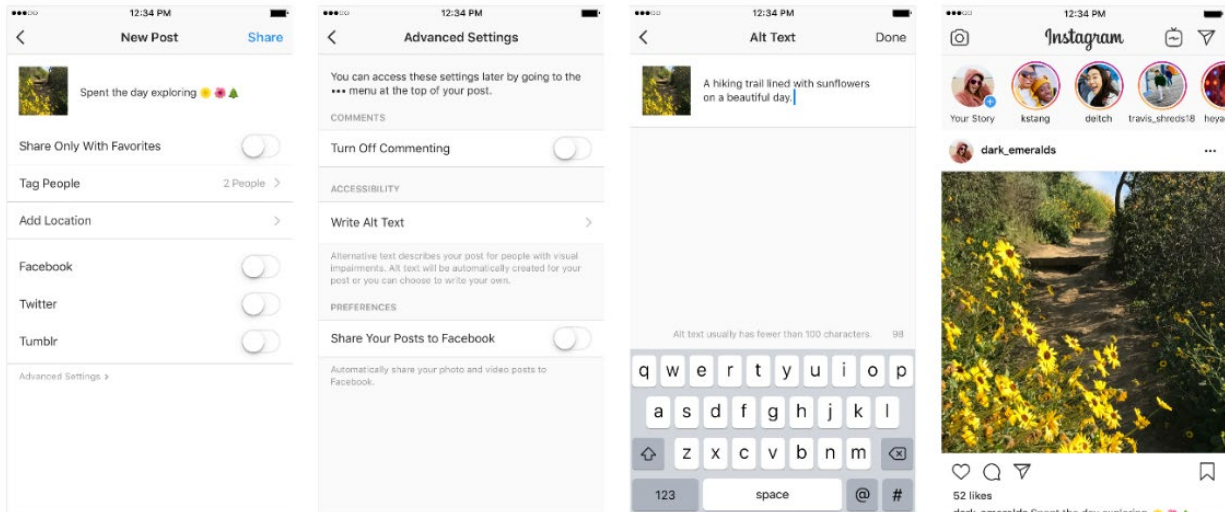 12:34 PM
New Post
Share
Spent the day exploring 🌼 🌺 🌲
Share Only With Favorites
Tag People
2 People
Add Location
Facebook
Twitter
Tumblr
Advanced Settings
12:34 PM
Advanced Settings
You can access these settings later by going to the
••• menu at the top of your post.
COMMENTS
Turn Off Commenting
ACCESSIBILITY
Write Alt Text
Alternative text describes your post for people with visual
impairments. Alt text will be automatically created for your
post or you can choose to write your own.
PREFERENCES
Share Your Posts to Facebook
Automatically share your photo and video posts to
Facebook.
12:34 PM
Alt Text
Done
A hiking trail lined with sunflowers
on a beautiful day.
Alt text usually has fewer than 100 characters. 98
q w e r t y u i o p
a s d f g h j k l
z x c v b n m
123 space @ #
12:34 PM
Instagram
Your Story kstang deitch travis_shreds18 heya
dark_emeralds
52 likes
dark_emeralds Spent the day exploring